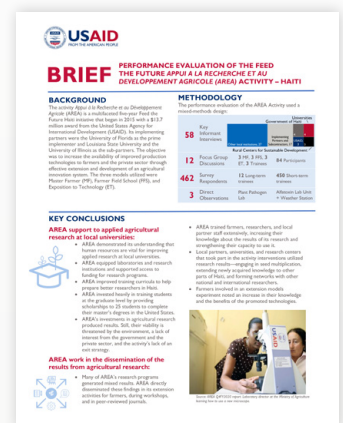 USAID
FROM THE AMERICAN PEOPLE
BRIEF
PERFORMANCE EVALUATION OF THE FEED
THE FUTURE APPUI A LA RECHERCHE ET AU
DEVELOPPEMENT AGRICOLE (AREA) ACTIVITY – HAITI
BACKGROUND
The activity Appui à la Recherche et au Développement
Agricole (AREA) is a multifaceted five-year Feed the
Future Haiti initiative that began in 2015 with a $13.7
million award from the United States Agency for
International Development (USAID). Its implementing
partners were the University of Florida as the prime
implementer and Louisiana State University and the
University of Illinois as the sub-partners. The objective
was to increase the availability of improved production
technologies to farmers and the private sector through
effective extension and development of an agricultural
innovation system. The three models utilized were
Master Farmer (MF), Farmer Field School (FFS), and
Exposition to Technology (ET).
METHODOLOGY
The performance evaluation of the AREA Activity used a
mixed-methods design:
58
Key
Informant
Interviews
Universities
Government of Haiti
Rural Centers for Sustainable Development
12
Focus Group
Discussions
5 MF, 3 FFS, 2
ET, 2 Trainees
84 Participants
462
Survey
Respondents
12 Long-term
trainees
450 Short-term
trainees
3
Direct
Observations
Plant Pathogen
Lab
Aflatoxin Lab Unit
+ Weather Station
KEY CONCLUSIONS
AREA support to applied agricultural
research at local universities:
• AREA demonstrated its understanding that
human resources are vital for improving
applied research at local universities.
• AREA equipped laboratories and research
institutions and supported access to
funding for research programs.
• AREA improved training curricula to help
prepare better researchers in Haiti.
• AREA invested heavily in training students
at the graduate level by providing
scholarships to 25 students to complete
their master's degrees in the United States.
• AREA's investments in agricultural research
produced results. Still, their viability is
threatened by the environment, a lack of
interest from the government and the
private sector, and the activity's lack of an
exit strategy.
AREA work in the dissemination of the
results from agricultural research:
• Many of AREA's research programs
generated mixed results. AREA directly
disseminated these findings in its extension
activities for farmers, during workshops,
and in peer-reviewed journals.
• AREA trained farmers, researchers, and local
partner staff extensively, increasing their
knowledge about the results of its research and
strengthening their capacity to use it.
• Local partners, universities, and research centers
that took part in the activity interventions utilized
research results—engaging in seed multiplication,
extending newly acquired knowledge to other
parts of Haiti, and forming networks with other
national and international researchers.
• Farmers involved in an extension models
experiment noted an increase in their knowledge
and the benefits of the promoted technologies.